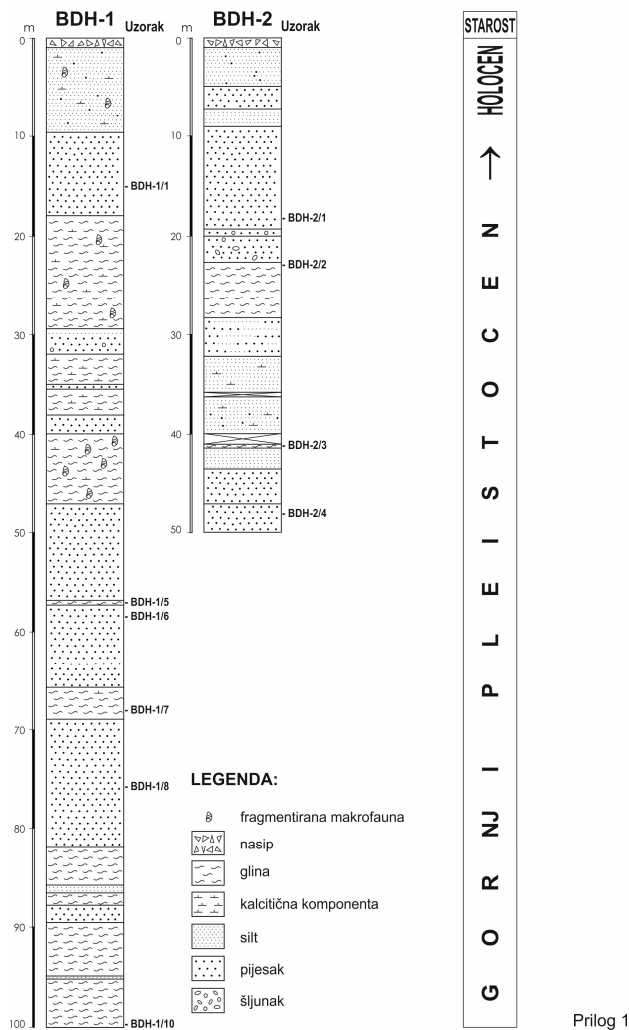 BDH-1 Uzorak
m
0
10
20
30
40
50
60
70
80
90
100
BDH-1/1
BDH-1/5
BDH-1/6
BDH-1/7
BDH-1/8
BDH-1/10
BDH-2 Uzorak
m
0
10
20
30
40
50
BDH-2/1
BDH-2/2
BDH-2/3
BDH-2/4
STAROST
HOLOCEN
GORNJI PLEISTOCEN
LEGENDA:
fragmentirana makrofauna
nasip
glina
kalcitična komponenta
silt
pijesak
šljunak
Prilog 1